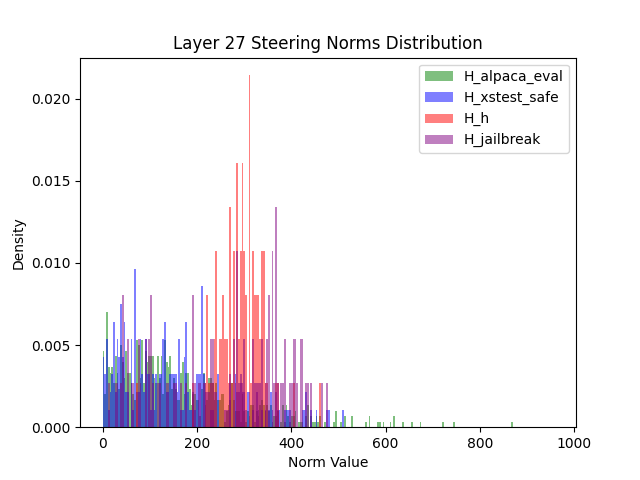 Layer 27 Steering Norms Distribution
H_alpaca_eval
H_xstest_safe
H_h
H_jailbreak
0.020
0.015
0.010
0.005
0.000
Density
0
200
400
600
800
1000
Norm Value